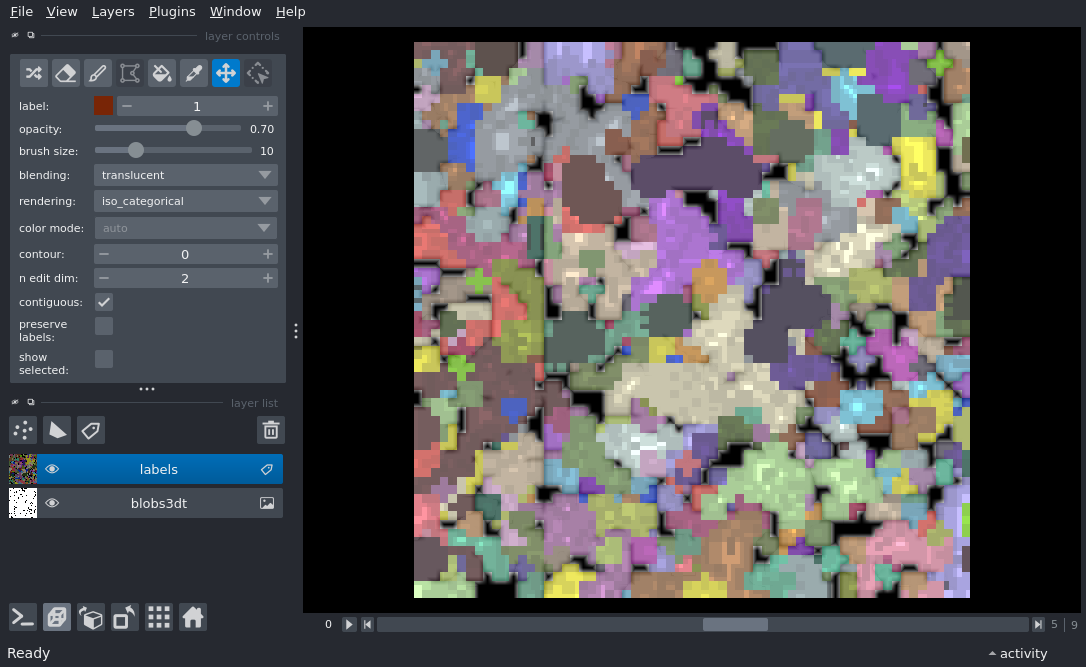 File View Layers Plugins Window Help
layer controls
label: 1
opacity: 0.70
brush size: 10
blending: translucent
rendering: iso_categorical
color mode: auto
contour: 0
n edit dim: 2
contiguous:
preserve
labels:
show
selected:
layer list
labels
blobs3dt
0 5 | 9
Ready
activity